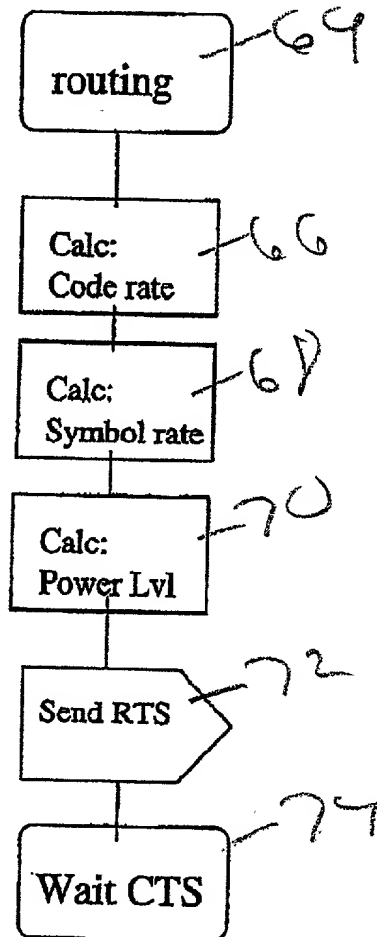 routing 64
Calc: 66
Code rate
Calc: 68
Symbol rate
Calc: 70
Power Lvl
Send RTS 72
Wait CTS 74